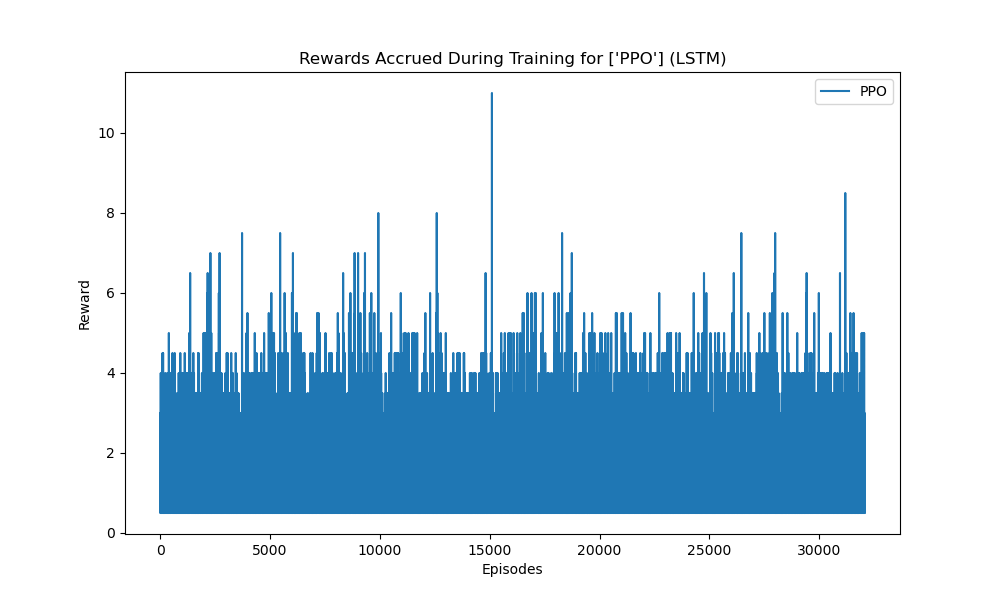 Rewards Accrued During Training for ['PPO'] (LSTM)
PPO
Reward
10
8
6
4
2
0
0 5000 10000 15000 20000 25000 30000
Episodes